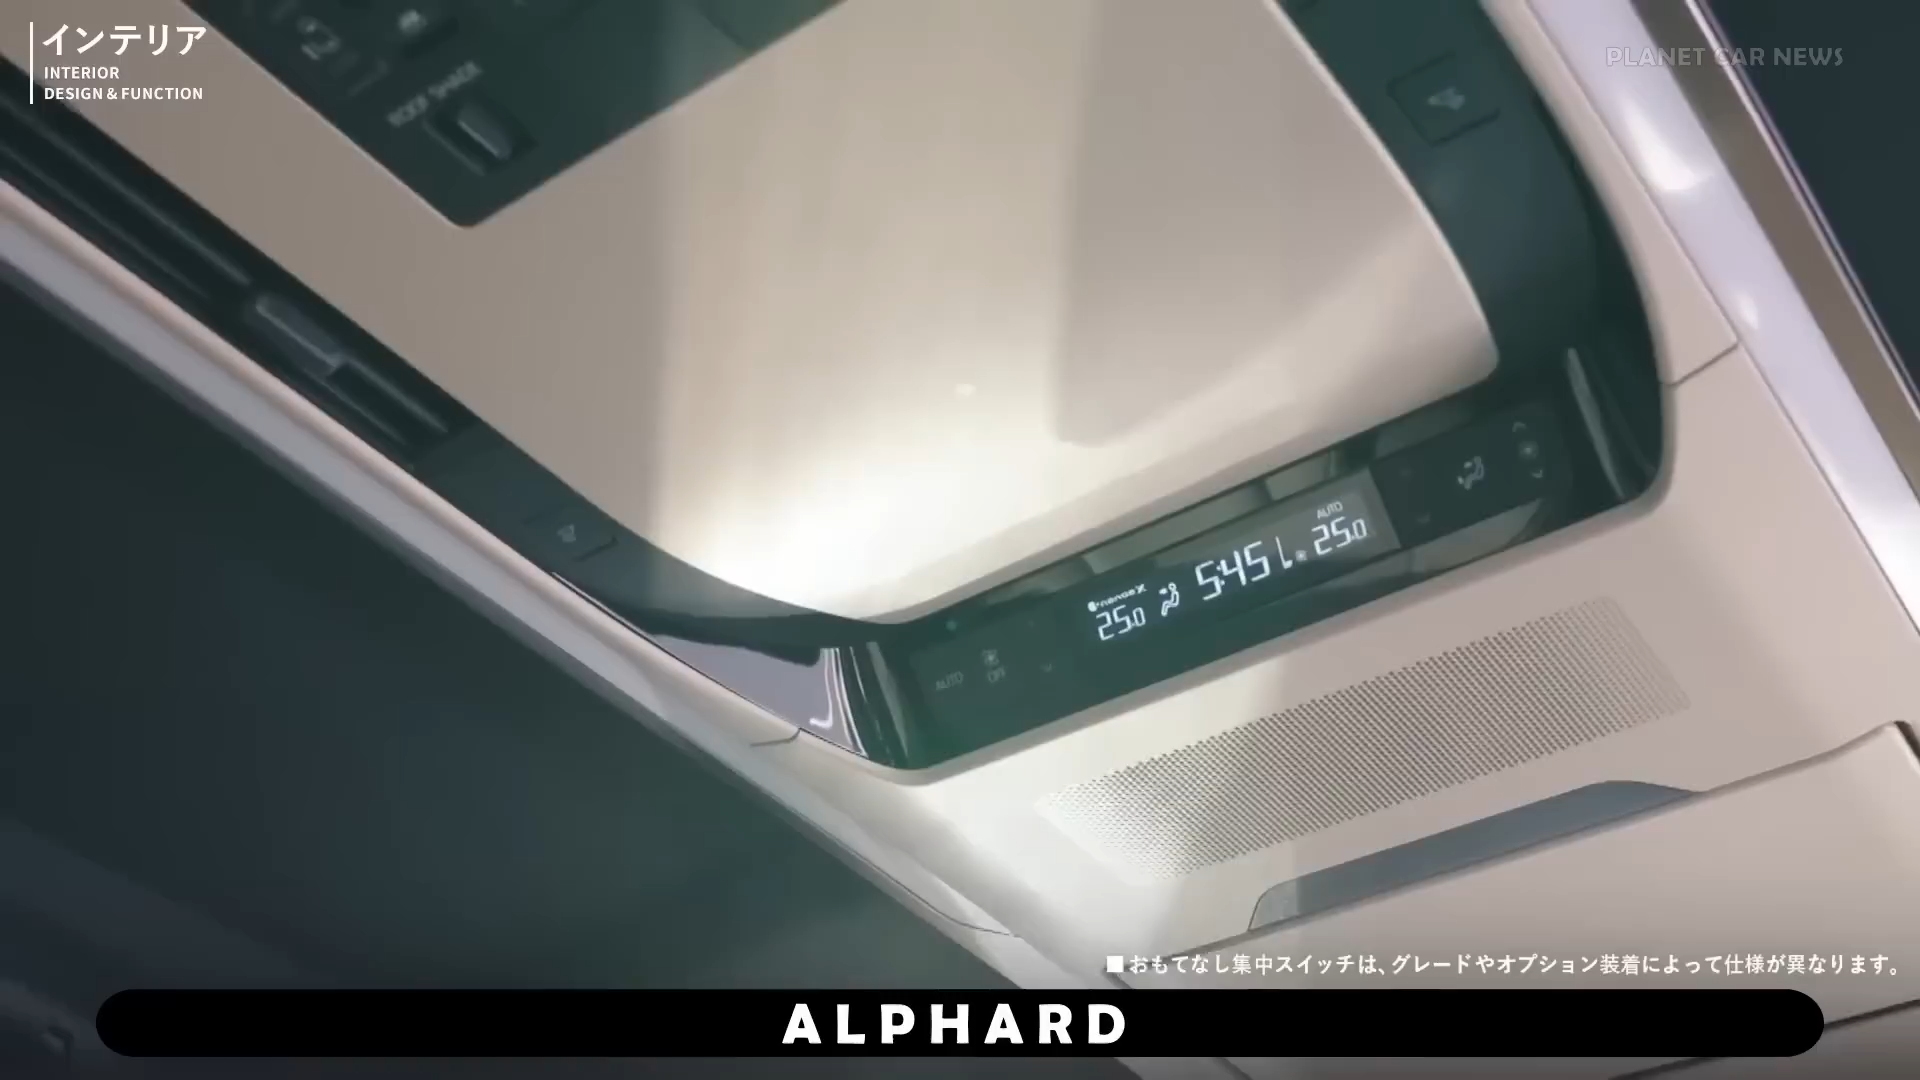 インテリア
INTERIOR
DESIGN & FUNCTION
PLANET CAR NEWS
ROOF SHADE
AUTO
25.0
nanoeX
25.0
5:45
AUTO
OFF
■おもてなし集中スイッチは、グレードやオプション装着によって仕様が異なります。
ALPHARD